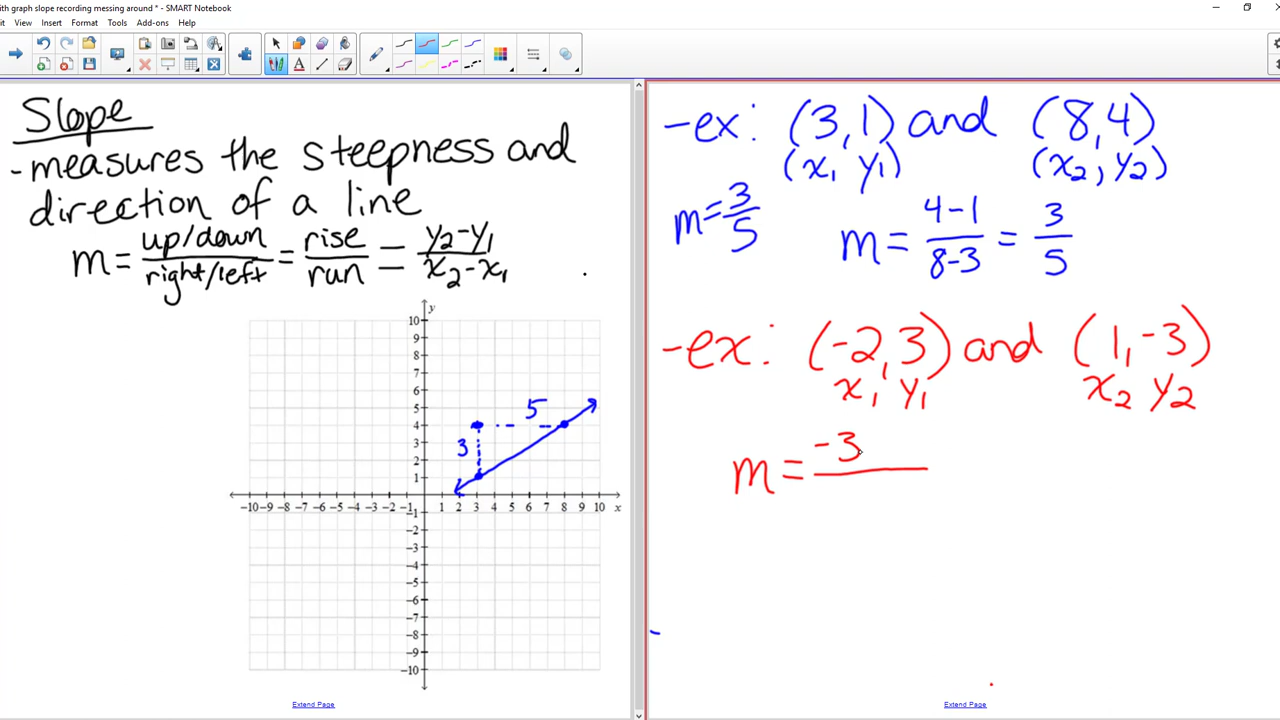 ith graph slope recording messing around * - SMART Notebook
it View Insert Format Tools Add-ons Help
Slope
-measures the steepness and
direction of a line
m = up/down / right/left = rise / run = y2-y1 / x2-x1
y
10
9
8
7
6
5
4
3
2
1
-10 -9 -8 -7 -6 -5 -4 -3 -2 -1 1 2 3 4 5 6 7 8 9 10 x
-1
-2
-3
-4
-5
-6
-7
-8
-9
-10
5
3
Extend Page
-ex: (3,1) and (8,4)
(x1 y1) (x2, y2)
m=3/5 m = 4-1 / 8-3 = 3/5
-ex: (-2,3) and (1,-3)
x1 y1 x2 y2
m= -3
Extend Page